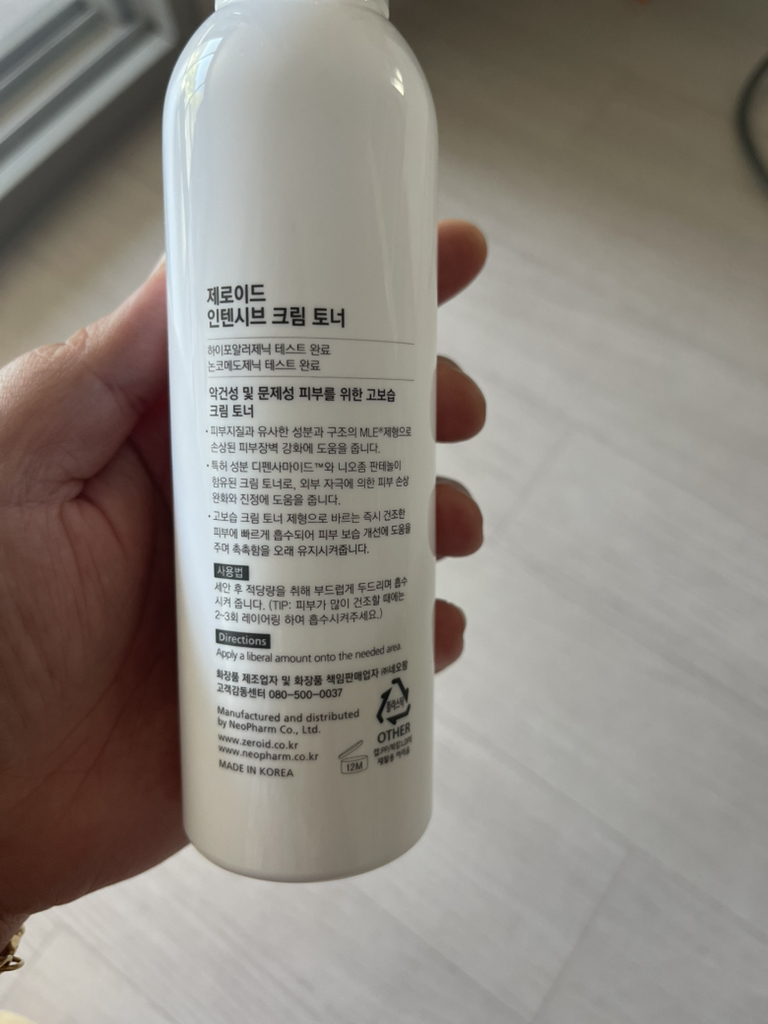 제로이드
인텐시브 크림 토너
하이포알러제닉 테스트 완료
논코메도제닉 테스트 완료
악건성 및 문제성 피부를 위한 고보습
크림 토너
· 피부지질과 유사한 성분과 구조의 MLE®제형으로
손상된 피부장벽 강화에 도움을 줍니다.
· 특허 성분 디펜사마이드™와 니오좀 판테놀이
함유된 크림 토너로, 외부 자극에 의한 피부 손상
완화와 진정에 도움을 줍니다.
· 고보습 크림 토너 제형으로 바르는 즉시 건조한
피부에 빠르게 흡수되어 피부 보습 개선에 도움을
주며 촉촉함을 오래 유지시켜줍니다.
사용법
세안 후 적당량을 취해 부드럽게 두드리며 흡수
시켜 줍니다. (TIP: 피부가 많이 건조할 때에는
2~3회 레이어링 하여 흡수시켜주세요.)
Directions
Apply a liberal amount onto the needed area.
화장품 제조업자 및 화장품 책임판매업자 ㈜네오팜
고객감동센터 080-500-0037
Manufactured and distributed
by NeoPharm Co., Ltd.
www.zeroid.co.kr
www.neopharm.co.kr
MADE IN KOREA
12M
플라스틱
OTHER
재활용 어려움